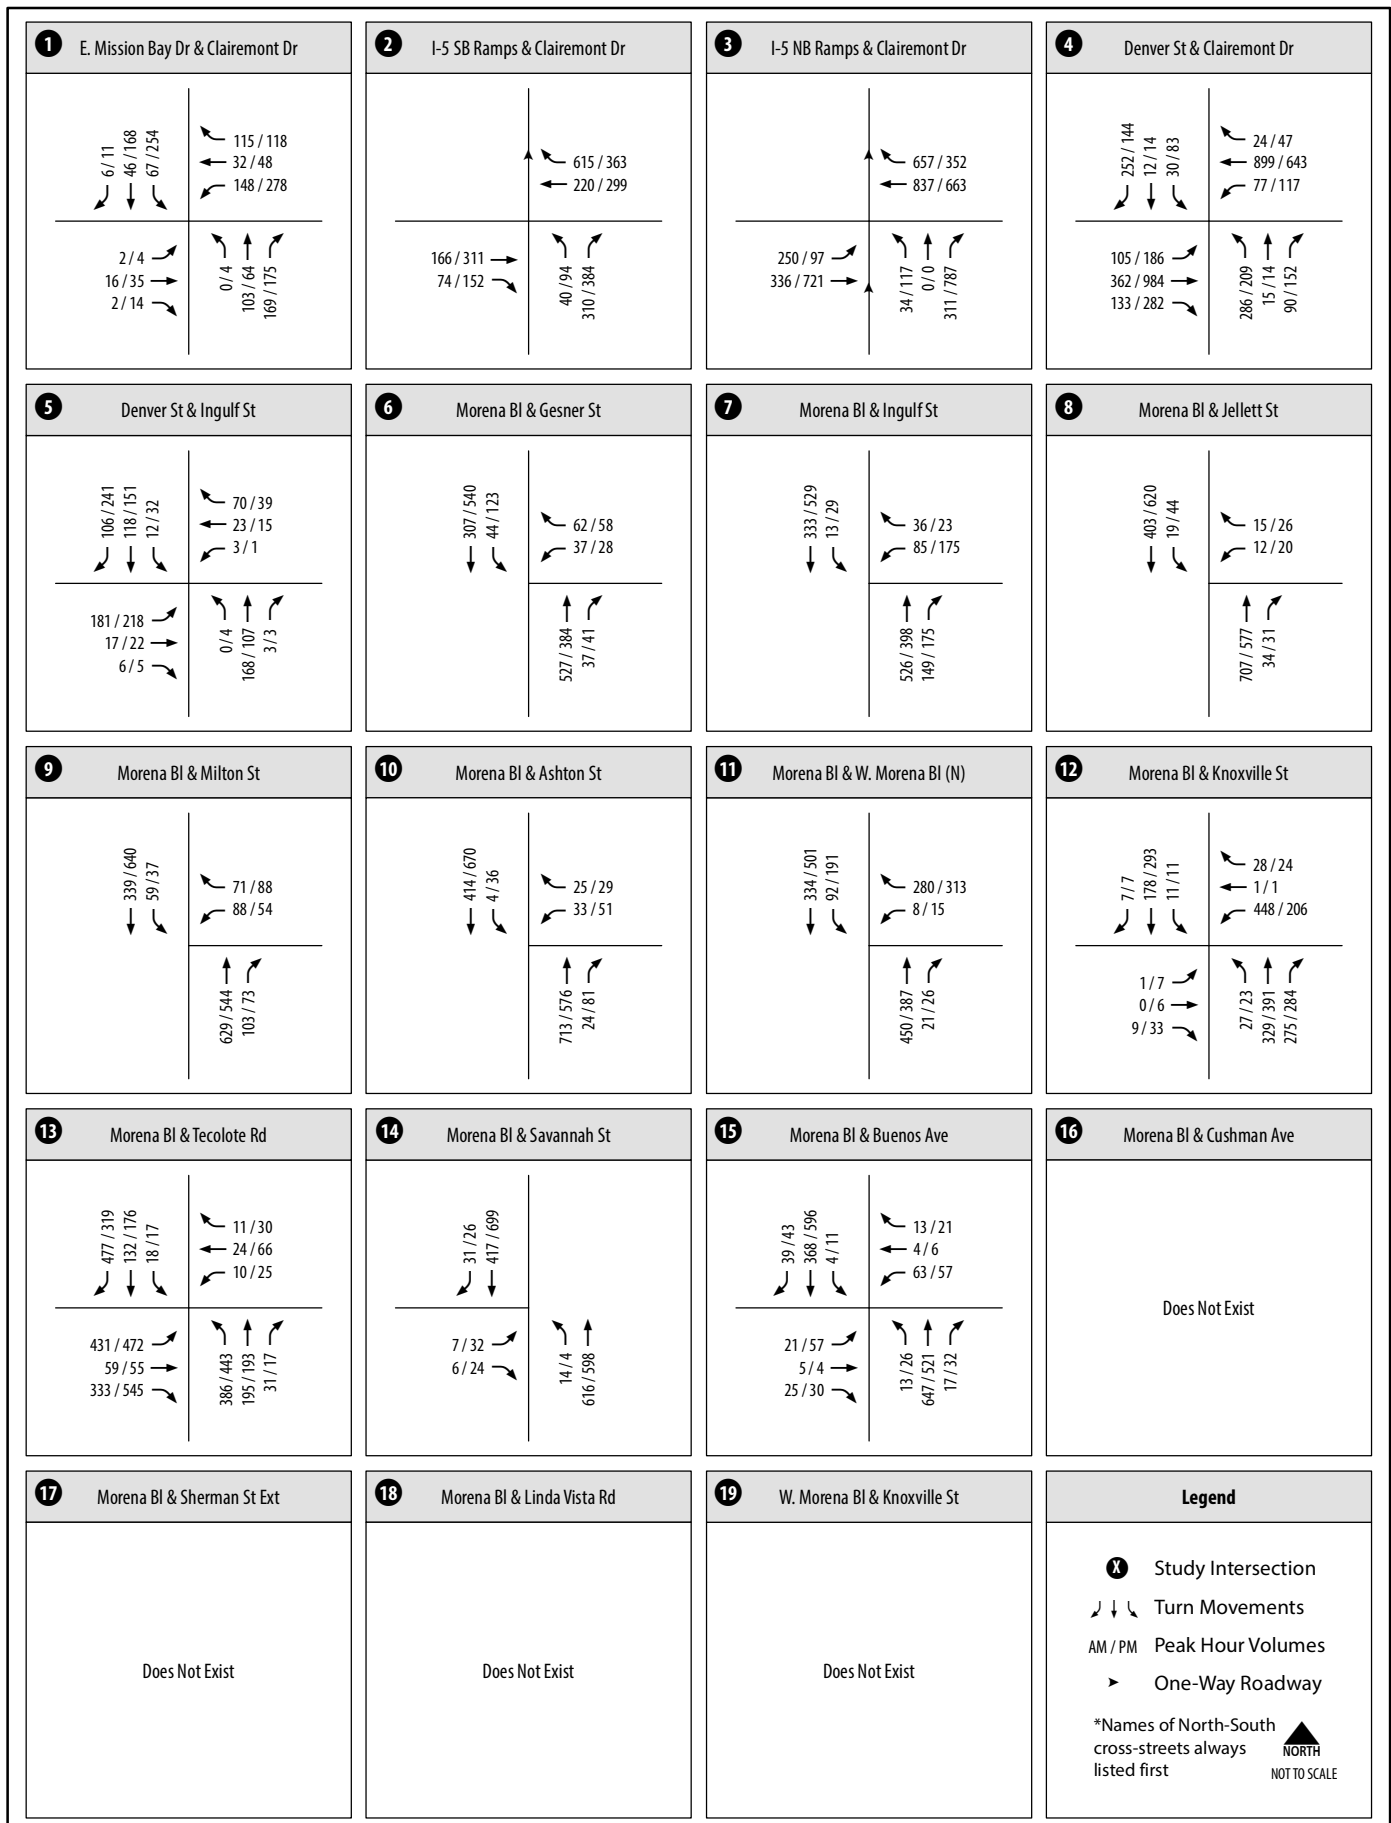 1 E. Mission Bay Dr & Clairemont Dr
6 / 11
46 / 168
67 / 254
115 / 118
32 / 48
148 / 278
2 / 4
16 / 35
2 / 14
0 / 4
103 / 64
169 / 175
2 I-5 SB Ramps & Clairemont Dr
615 / 363
220 / 299
166 / 311
74 / 152
40 / 94
310 / 384
3 I-5 NB Ramps & Clairemont Dr
657 / 352
837 / 663
250 / 97
336 / 721
34 / 117
0 / 0
311 / 787
4 Denver St & Clairemont Dr
252 / 144
12 / 14
30 / 83
24 / 47
899 / 643
77 / 117
105 / 186
362 / 984
133 / 282
286 / 209
15 / 14
90 / 152
5 Denver St & Ingulf St
106 / 241
118 / 151
12 / 32
70 / 39
23 / 15
3 / 1
181 / 218
17 / 22
6 / 5
0 / 4
168 / 107
3 / 3
6 Morena Bl & Gesner St
307 / 540
44 / 123
62 / 58
37 / 28
527 / 384
37 / 41
7 Morena Bl & Ingulf St
333 / 529
13 / 29
36 / 23
85 / 175
526 / 398
149 / 175
8 Morena Bl & Jellett St
403 / 620
19 / 44
15 / 26
12 / 20
707 / 577
34 / 31
9 Morena Bl & Milton St
339 / 640
59 / 37
71 / 88
88 / 54
629 / 544
103 / 73
10 Morena Bl & Ashton St
414 / 670
4 / 36
25 / 29
33 / 51
713 / 576
24 / 81
11 Morena Bl & W. Morena Bl (N)
334 / 501
92 / 191
280 / 313
8 / 15
450 / 387
21 / 26
12 Morena Bl & Knoxville St
7 / 7
178 / 293
11 / 11
28 / 24
1 / 1
448 / 206
1 / 7
0 / 6
9 / 33
27 / 23
329 / 391
275 / 284
13 Morena Bl & Tecolote Rd
477 / 319
132 / 176
18 / 17
11 / 30
24 / 66
10 / 25
431 / 472
59 / 55
333 / 545
386 / 443
195 / 193
31 / 17
14 Morena Bl & Savannah St
31 / 26
417 / 699
7 / 32
6 / 24
14 / 4
616 / 598
15 Morena Bl & Buenos Ave
39 / 43
368 / 596
4 / 11
13 / 21
4 / 6
63 / 57
21 / 57
5 / 4
25 / 30
13 / 26
647 / 521
17 / 32
16 Morena Bl & Cushman Ave
Does Not Exist
17 Morena Bl & Sherman St Ext
Does Not Exist
18 Morena Bl & Linda Vista Rd
Does Not Exist
19 W. Morena Bl & Knoxville St
Does Not Exist
Legend
X Study Intersection
Turn Movements
AM / PM Peak Hour Volumes
One-Way Roadway
*Names of North-South
cross-streets always
listed first
NORTH
NOT TO SCALE